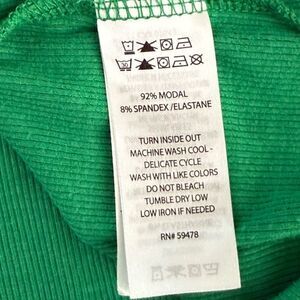 92% MODAL
8% SPANDEX/ELASTANE
TURN INSIDE OUT
MACHINE WASH COOL -
DELICATE CYCLE
WASH WITH LIKE COLORS
DO NOT BLEACH
TUMBLE DRY LOW
LOW IRON IF NEEDED
RN# 59478